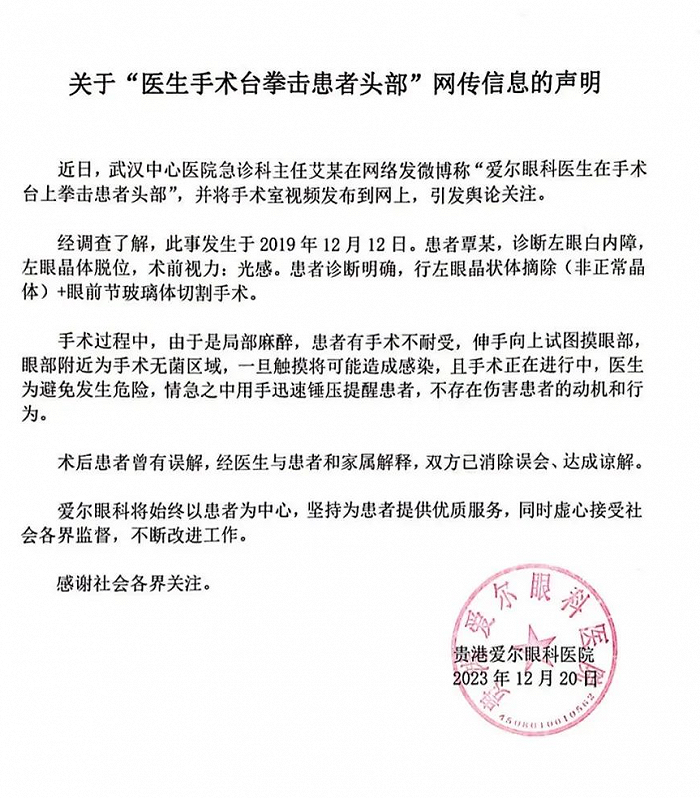 关于“医生手术台拳击患者头部”网传信息的声明
近日，武汉中心医院急诊科主任艾某在网络发微博称“爱尔眼科医生在手术
台上拳击患者头部”，并将手术室视频发布到网上，引发舆论关注。
经调查了解，此事发生于 2019 年 12 月 12 日。患者覃某，诊断左眼白内障，
左眼晶体脱位，术前视力：光感。患者诊断明确，行左眼晶状体摘除（非正常晶
体）+眼前节玻璃体切割手术。
手术过程中，由于是局部麻醉，患者有手术不耐受，伸手向上试图摸眼部，
眼部附近为手术无菌区域，一旦触摸将可能造成感染，且手术正在进行中，医生
为避免发生危险，情急之中用手迅速锤压提醒患者，不存在伤害患者的动机和行
为。
术后患者曾有误解，经医生与患者和家属解释，双方已消除误会、达成谅解。
爱尔眼科将始终以患者为中心，坚持为患者提供优质服务，同时虚心接受社
会各界监督，不断改进工作。
感谢社会各界关注。
贵港爱尔眼科医院
2023 年 12 月 20 日
贵港爱尔眼科医院
4508010010562